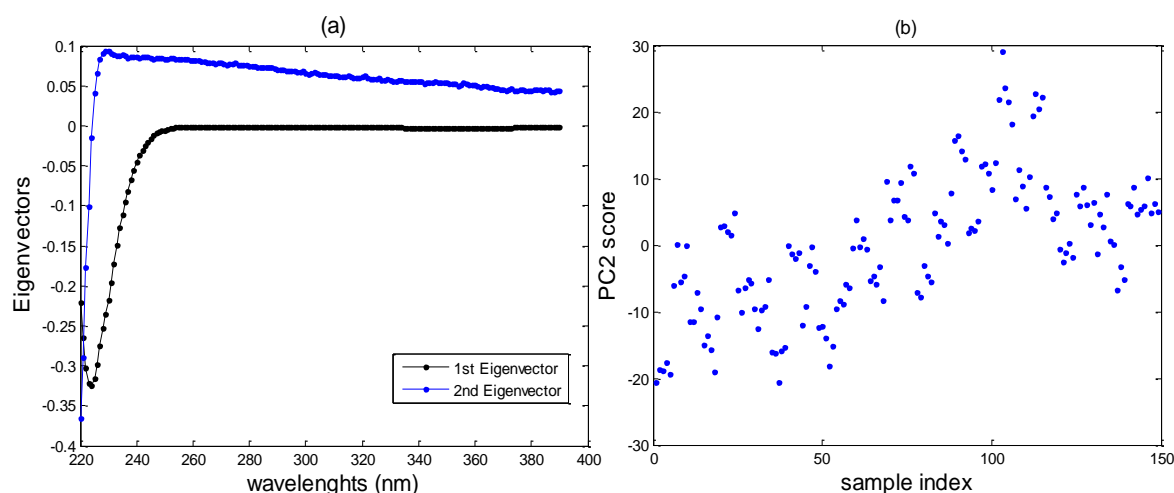 (a)
Eigenvectors
0.1
0.05
0
-0.05
-0.1
-0.15
-0.2
-0.25
-0.3
-0.35
-0.4
220 240 260 280 300 320 340 360 380 400
wavelenghts (nm)
1st Eigenvector
2nd Eigenvector
(b)
PC2 score
30
20
10
0
-10
-20
-30
0 50 100 150
sample index